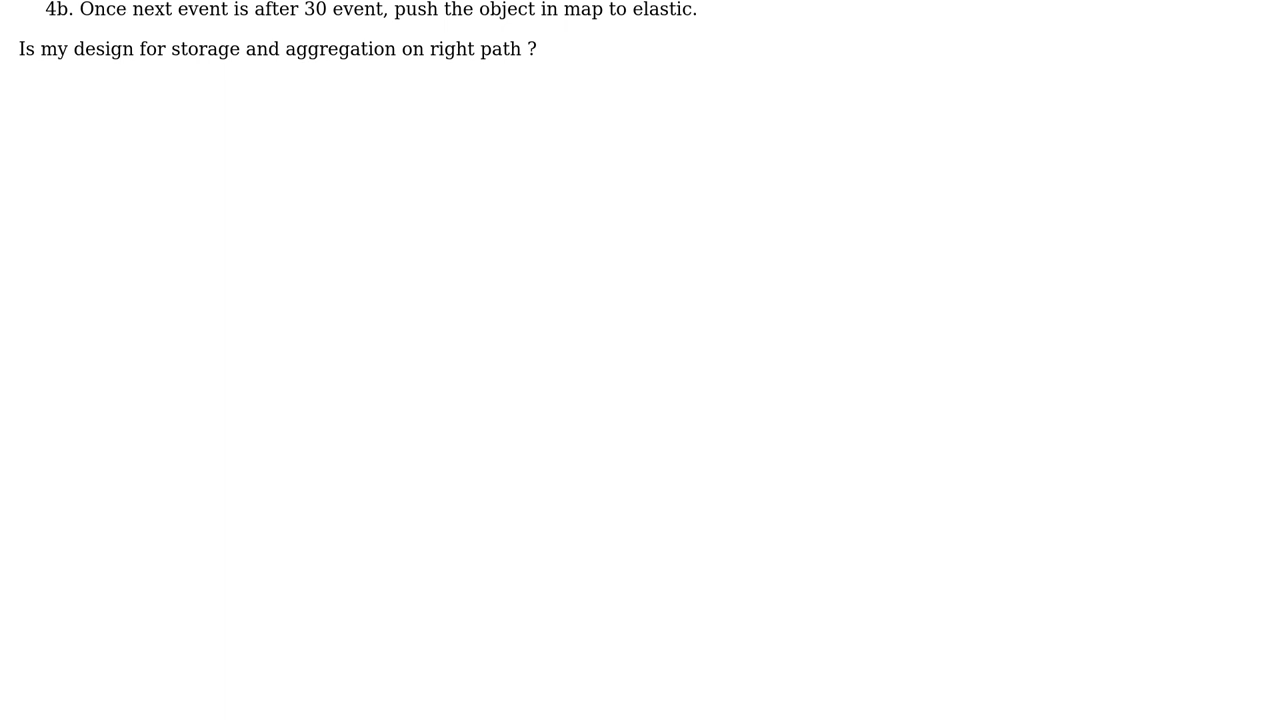 4b. Once next event is after 30 event, push the object in map to elastic.
Is my design for storage and aggregation on right path ?